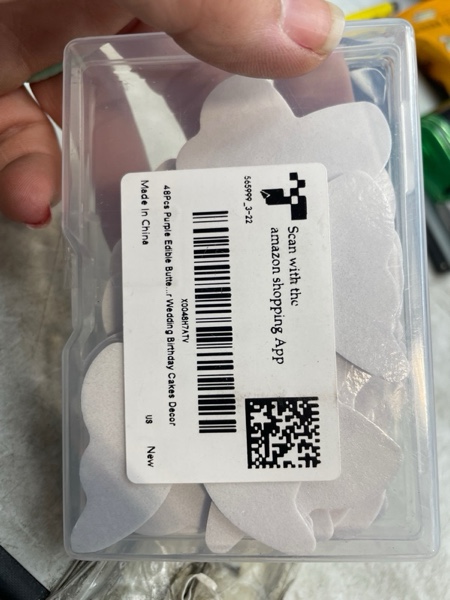 Scan with the
amazon shopping App
565999_3-22
X0048H7ATV
48Pcs Purple Edible Butte...r Wedding Birthday Cakes Decor
Made In China
US
New